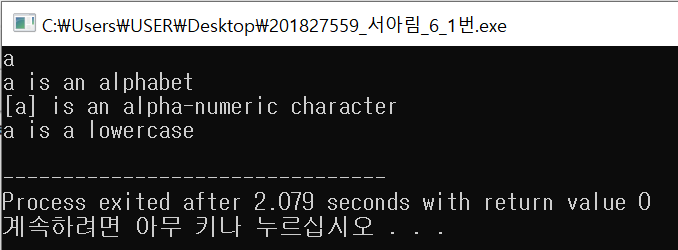 C:₩Users₩USER₩Desktop₩201827559_서아림_6_1번.exe
a
a is an alphabet
[a] is an alpha-numeric character
a is a lowercase
--------------------------------
Process exited after 2.079 seconds with return value 0
계속하려면 아무 키나 누르십시오 . . .